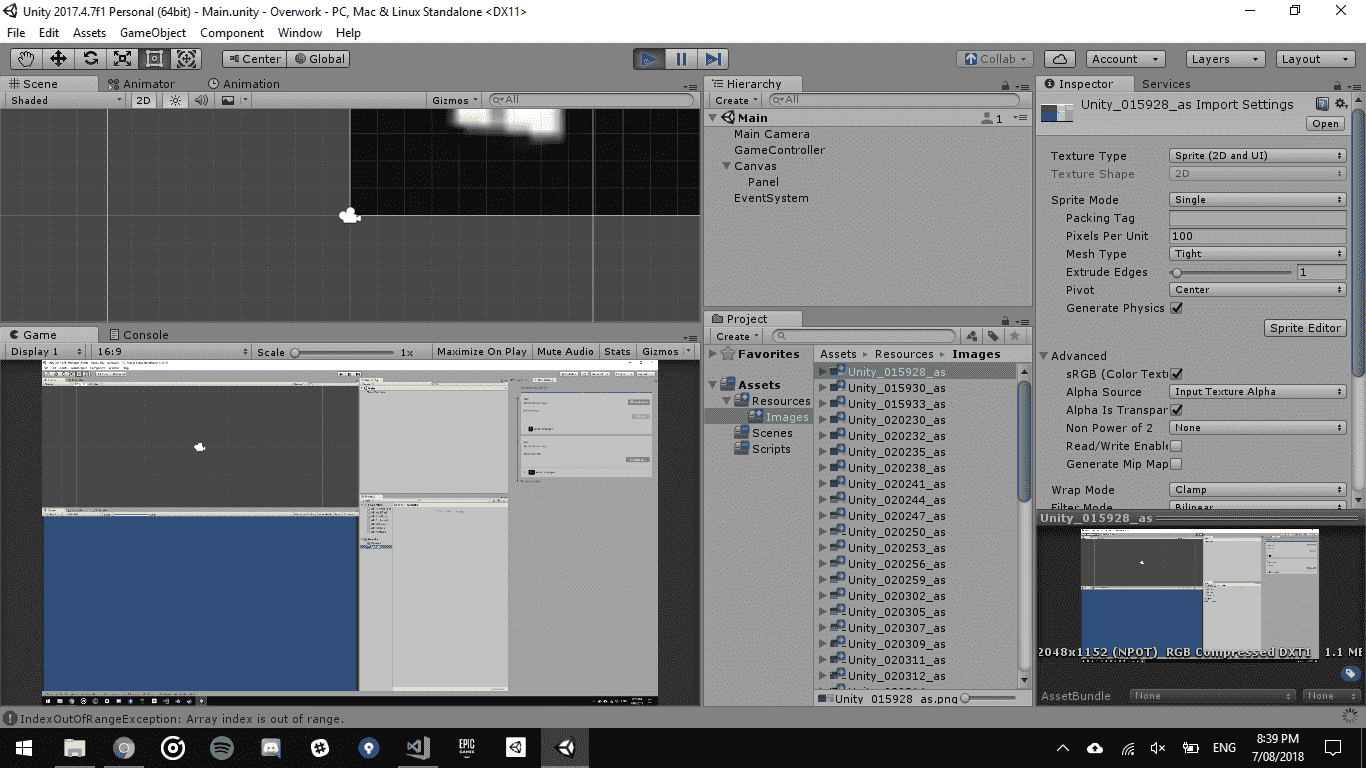 Unity 2017.4.7f1 Personal (64bit) - Main.unity - Overwork - PC, Mac & Linux Standalone <DX11>
File Edit Assets GameObject Component Window Help
Center Global Collab Account Layers Layout
Scene Animator Animation
Shaded 2D Gizmos All
Hierarchy
Create All
Main 1
Main Camera
GameController
Canvas
Panel
EventSystem
Game Console
Display 1 16:9 Scale 1x Maximize On Play Mute Audio Stats Gizmos
Project
Create
Favorites
Assets
Resources
Images
Scenes
Scripts
Assets Resources Images
Unity_015928_as
Unity_015930_as
Unity_015933_as
Unity_020230_as
Unity_020232_as
Unity_020235_as
Unity_020238_as
Unity_020241_as
Unity_020244_as
Unity_020247_as
Unity_020250_as
Unity_020253_as
Unity_020256_as
Unity_020259_as
Unity_020302_as
Unity_020305_as
Unity_020307_as
Unity_020309_as
Unity_020311_as
Unity_020312_as
Unity_015928_as.png
Inspector Services
Unity_015928_as Import Settings
Open
Texture Type Sprite (2D and UI)
Texture Shape 2D
Sprite Mode Single
Packing Tag
Pixels Per Unit 100
Mesh Type Tight
Extrude Edges 1
Pivot Center
Generate Physics
Sprite Editor
Advanced
sRGB (Color Text
Alpha Source Input Texture Alpha
Alpha Is Transpar
Non Power of 2 None
Read/Write Enable
Generate Mip Map
Wrap Mode Clamp
Filter Mode Bilinear
Unity_015928_as
2048x1152 (NPOT) RGB Compressed DXT1 1.1 ME
AssetBundle None None
IndexOutOfRangeException: Array index is out of range.
EPIC GAMES
ENG
8:39 PM
7/08/2018